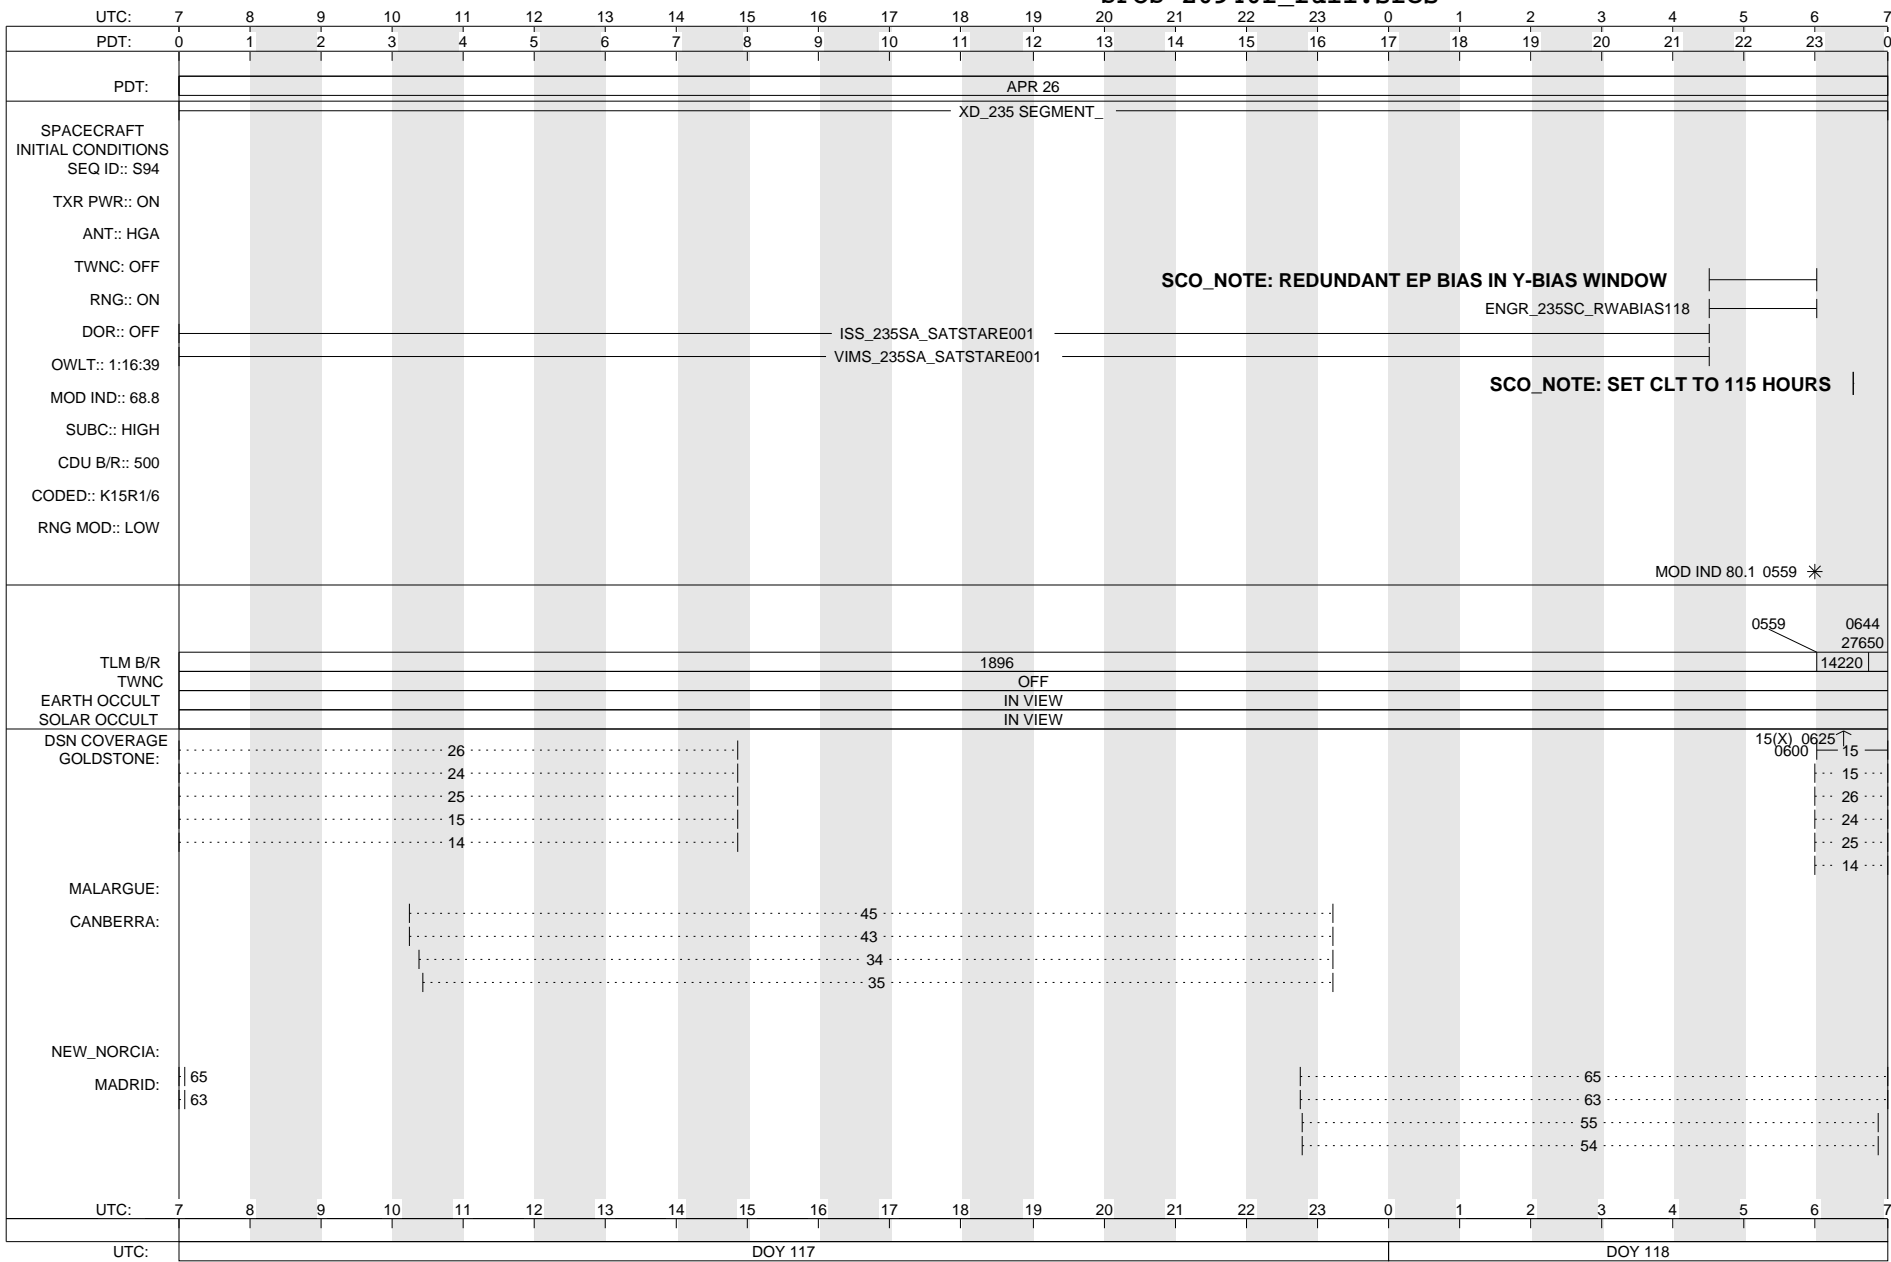 UTC: 7 8 9 10 11 12 13 14 15 16 17 18 19 20 21 22 23 0 1 2 3 4 5 6 7
PDT: 0 1 2 3 4 5 6 7 8 9 10 11 12 13 14 15 16 17 18 19 20 21 22 23 0
PDT: APR 26
XD_235 SEGMENT_
SPACECRAFT
INITIAL CONDITIONS
SEQ ID:: S94
TXR PWR:: ON
ANT:: HGA
TWNC: OFF
SCO_NOTE: REDUNDANT EP BIAS IN Y-BIAS WINDOW
RNG:: ON
ENGR_235SC_RWABIAS118
DOR:: OFF
ISS_235SA_SATSTARE001
VIMS_235SA_SATSTARE001
OWLT:: 1:16:39
SCO_NOTE: SET CLT TO 115 HOURS
MOD IND:: 68.8
SUBC:: HIGH
CDU B/R:: 500
CODED:: K15R1/6
RNG MOD:: LOW
MOD IND 80.1 0559
0559 0644
27650
TLM B/R 1896 14220
TWNC OFF
EARTH OCCULT IN VIEW
SOLAR OCCULT IN VIEW
DSN COVERAGE 15(X) 0625
GOLDSTONE: 26 0600 15
24 15
25 26
15 24
14 25
14
MALARGUE:
CANBERRA: 45
43
34
35
NEW_NORCIA:
MADRID: 65 65
63 63
55
54
UTC: 7 8 9 10 11 12 13 14 15 16 17 18 19 20 21 22 23 0 1 2 3 4 5 6 7
UTC: DOY 117 DOY 118